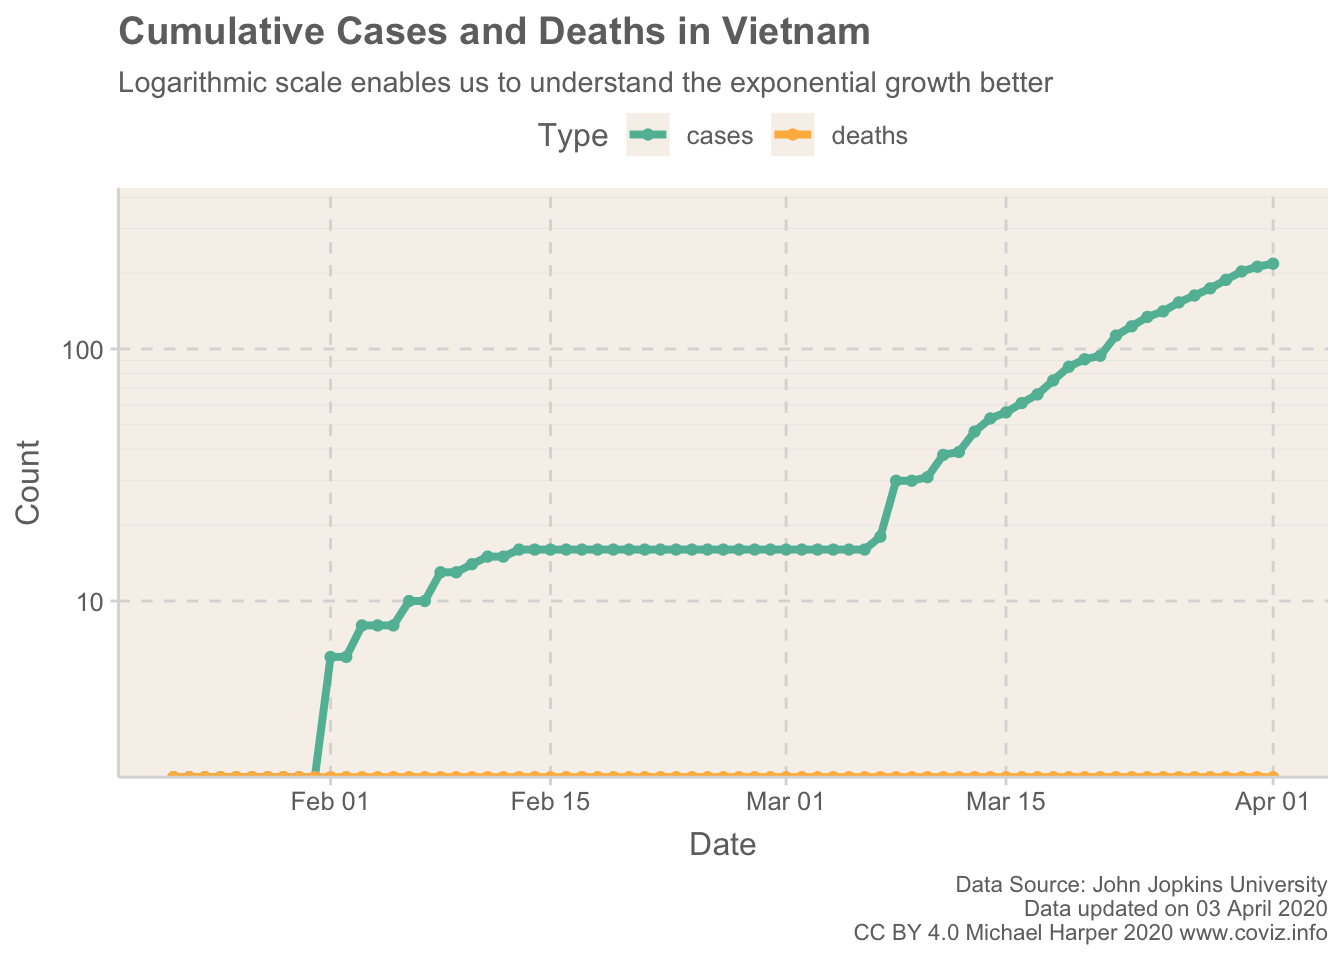 Cumulative Cases and Deaths in Vietnam
Logarithmic scale enables us to understand the exponential growth better
Type cases deaths
100
10
Count
Feb 01 Feb 15 Mar 01 Mar 15 Apr 01
Date
Data Source: John Jopkins University
Data updated on 03 April 2020
CC BY 4.0 Michael Harper 2020 www.coviz.info